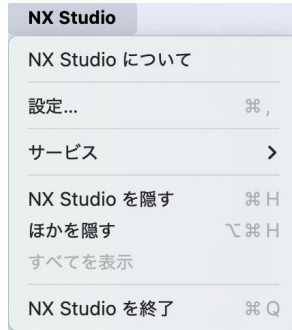 NX Studio
NX Studio について
設定... ⌘ ,
サービス >
NX Studio を隠す ⌘ H
ほかを隠す ⌥ ⌘ H
すべてを表示
NX Studio を終了 ⌘ Q